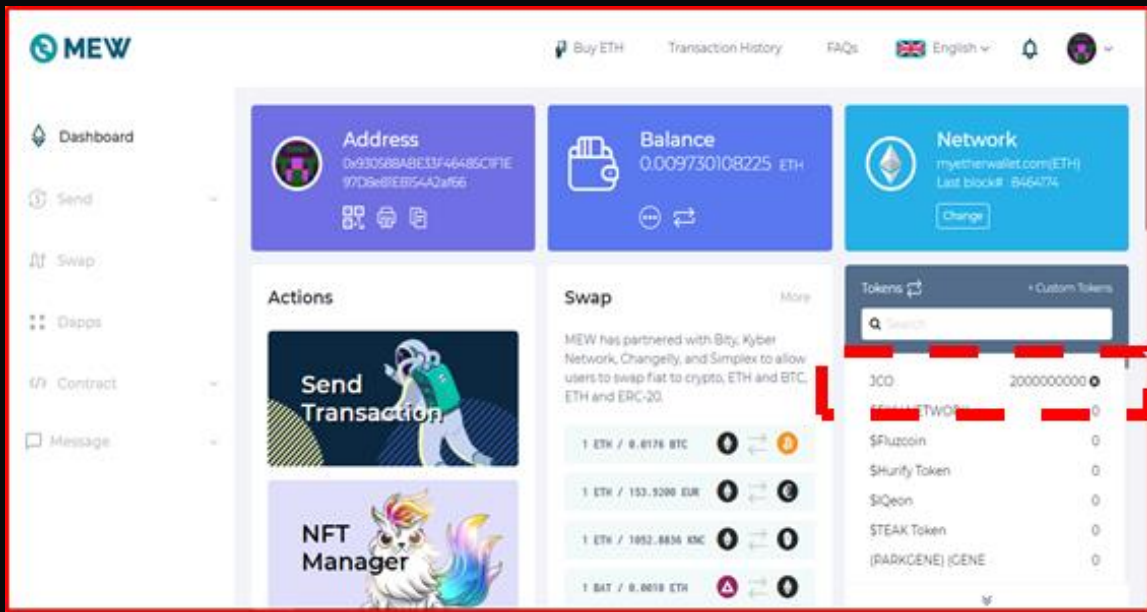 MEW
Buy ETH
Transaction History
FAQs
English
Dashboard
Send
Swap
Dapps
Contract
Message
Address
Balance
0.009730108225 ETH
Network
myetherwallet.com(ETH)
Last block# : 8464174
Change
Actions
Send
Transaction
NFT
Manager
Swap
More
MEW has partnered with Bity, Kyber
Network, Changelly, and Simplex to allow
users to swap fiat to crypto, ETH and BTC,
ETH and ERC-20.
1 ETH / 0.0176 BTC
1 ETH / 153.9200 EUR
1 ETH / 1052.8836 KNC
1 BAT / 0.0010 ETH
Tokens
+ Custom Tokens
Search
JCO 2000000000
0
$Fluzcoin 0
$Hurify Token 0
$IQeon 0
$TEAK Token 0
(PARKGENE) (GENE 0